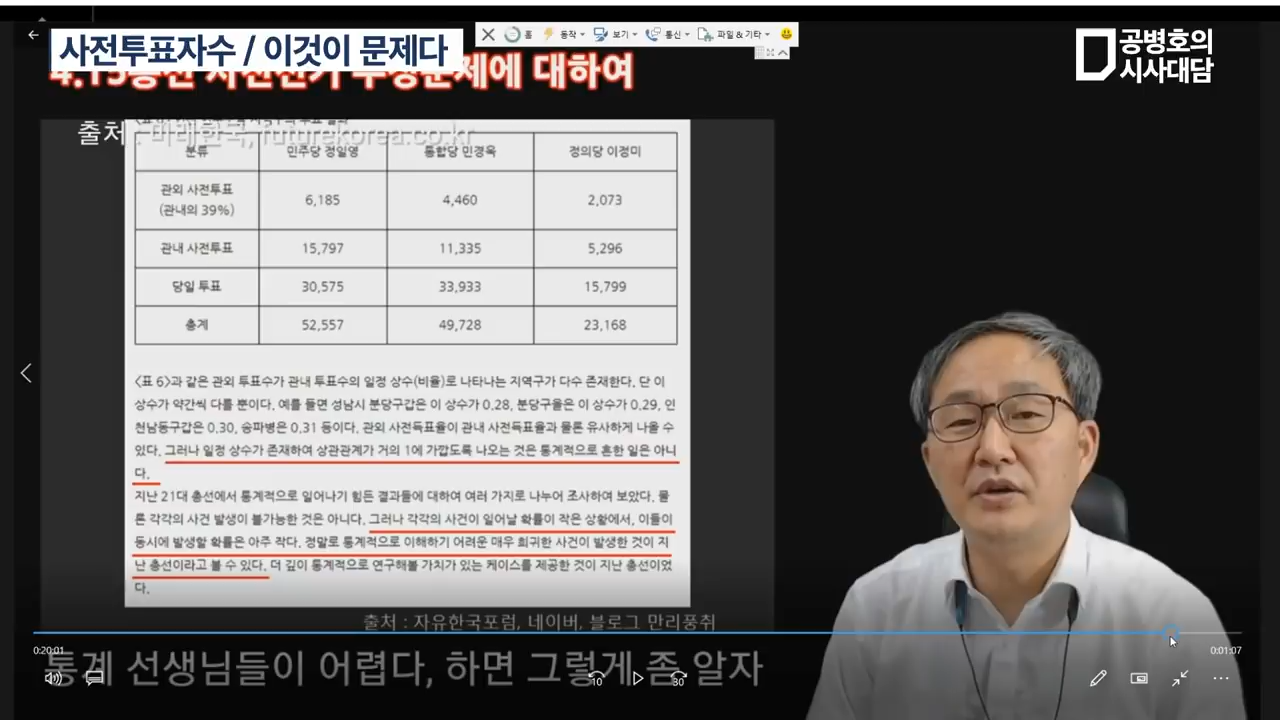 사전투표자수 / 이것이 문제다
홈 동작 보기 통신 파일 & 기타
공병호의
시사대담
4.15총선 사전선거 부정문제에 대하여
출처 : 미래한국, futurekorea.co.kr
분류 민주당 정일영 통합당 민경욱 정의당 이정미
관외 사전투표
(관내의 39%) 6,185 4,460 2,073
관내 사전투표 15,797 11,335 5,296
당일 투표 30,575 33,933 15,799
총계 52,557 49,728 23,168
<표 6>과 같은 관외 투표수가 관내 투표수의 일정 상수(비율)로 나타나는 지역구가 다수 존재한다. 단 이
상수가 약간씩 다를 뿐이다. 예를 들면 성남시 분당구갑은 이 상수가 0.28, 분당구을은 이 상수가 0.29, 인
천남동구갑은 0.30, 송파병은 0.31 등이다. 관외 사전득표율이 관내 사전득표율과 물론 유사하게 나올 수
있다. 그러나 일정 상수가 존재하여 상관관계가 거의 1에 가깝도록 나오는 것은 통계적으로 흔한 일은 아니
다.
지난 21대 총선에서 통계적으로 일어나기 힘든 결과들에 대하여 여러 가지로 나누어 조사하여 보았다. 물
론 각각의 사건 발생이 불가능한 것은 아니다. 그러나 각각의 사건이 일어날 확률이 작은 상황에서, 이들이
동시에 발생할 확률은 아주 작다. 정말로 통계적으로 이해하기 어려운 매우 희귀한 사건이 발생한 것이 지
난 총선이라고 볼 수 있다. 더 깊이 통계적으로 연구해볼 가치가 있는 케이스를 제공한 것이 지난 총선이었
다.
출처 : 자유한국포럼, 네이버, 블로그 만리풍취
0:20:01 0:01:07
통계 선생님들이 어렵다, 하면 그렇게 좀 알자
10 30